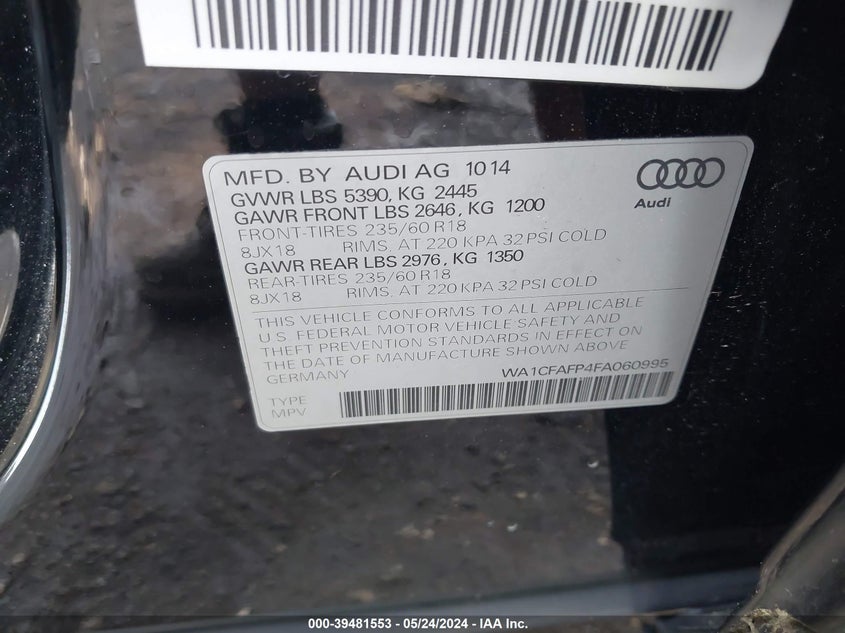 MFD. BY AUDI AG 10 14
GVWR LBS 5390, KG 2445
GAWR FRONT LBS 2646, KG 1200
FRONT-TIRES 235/60 R18
8JX18 RIMS, AT 220 KPA 32 PSI COLD
GAWR REAR LBS 2976, KG 1350
REAR-TIRES 235/60 R18
8JX18 RIMS, AT 220 KPA 32 PSI COLD
THIS VEHICLE CONFORMS TO ALL APPLICABLE
U.S. FEDERAL MOTOR VEHICLE SAFETY AND
THEFT PREVENTION STANDARDS IN EFFECT ON
THE DATE OF MANUFACTURE SHOWN ABOVE
GERMANY WA1CFAFP4FA060995
TYPE
MPV
Audi
000-39481553 / 05/24/2024 - IAA Inc.